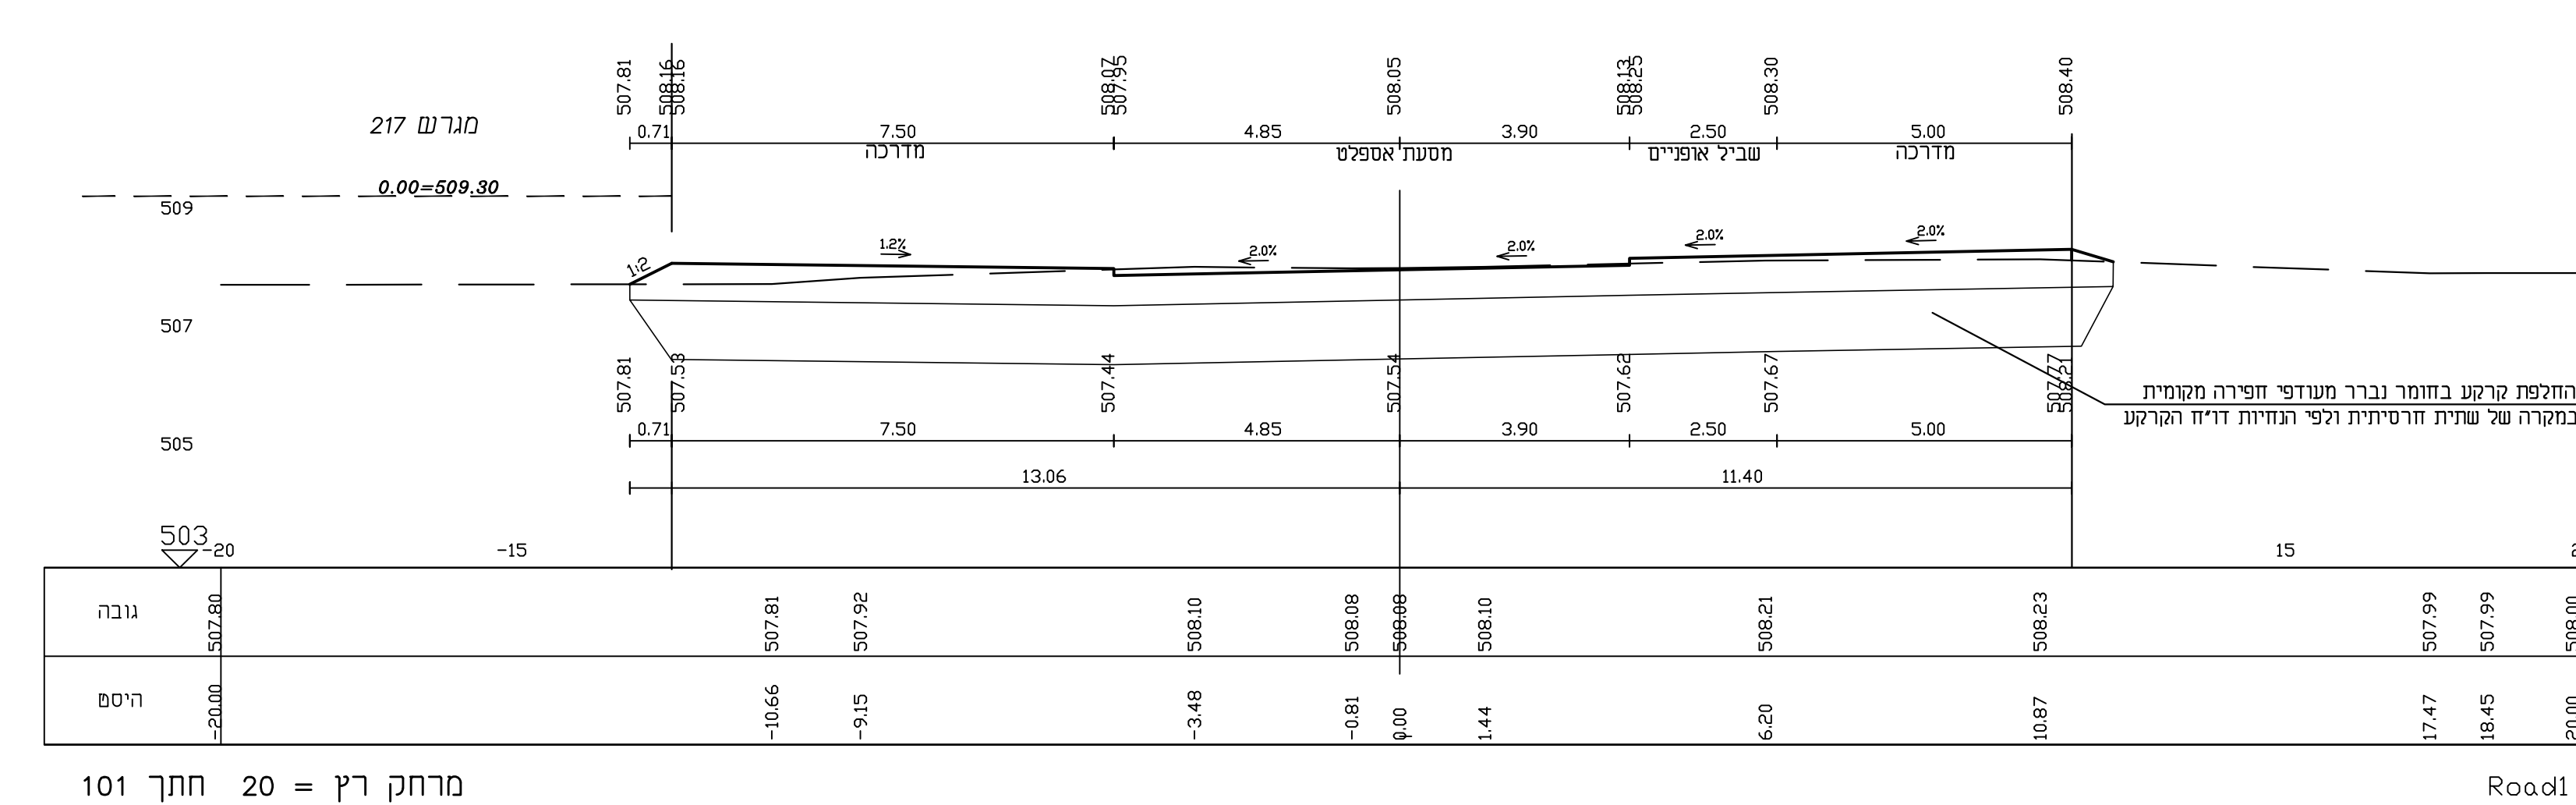 507.81 508.16 508.16 508.07 507.95 508.05 508.13 508.25 508.30 508.40
מגרש 217
0.71 7.50 4.85 3.90 2.50 5.00
מדרכה מסעת אספלט שביל אופניים מדרכה
0.00=509.30
509
1:2 1.2% 2.0% 2.0% 2.0% 2.0%
507
507.81 507.53 507.44 507.54 507.62 507.67 507.77 508.21
החלפת קרקע בחומר נברר מעודפי חפירה מקומית
במקרה של שתית חרסיתית ולפי הנחיות דו"ח הקרקע
0.71 7.50 4.85 3.90 2.50 5.00
505
13.06 11.40
503
-20 -15 15
גובה 507.80 507.81 507.92 508.10 508.08 508.08 508.10 508.21 508.23 507.99 507.99 508.00
היסט -20.00 -10.66 -9.15 -3.48 -0.81 0.00 1.44 6.20 10.87 17.47 18.45 20.00
חתך 101 מרחק רץ = 20
Road1